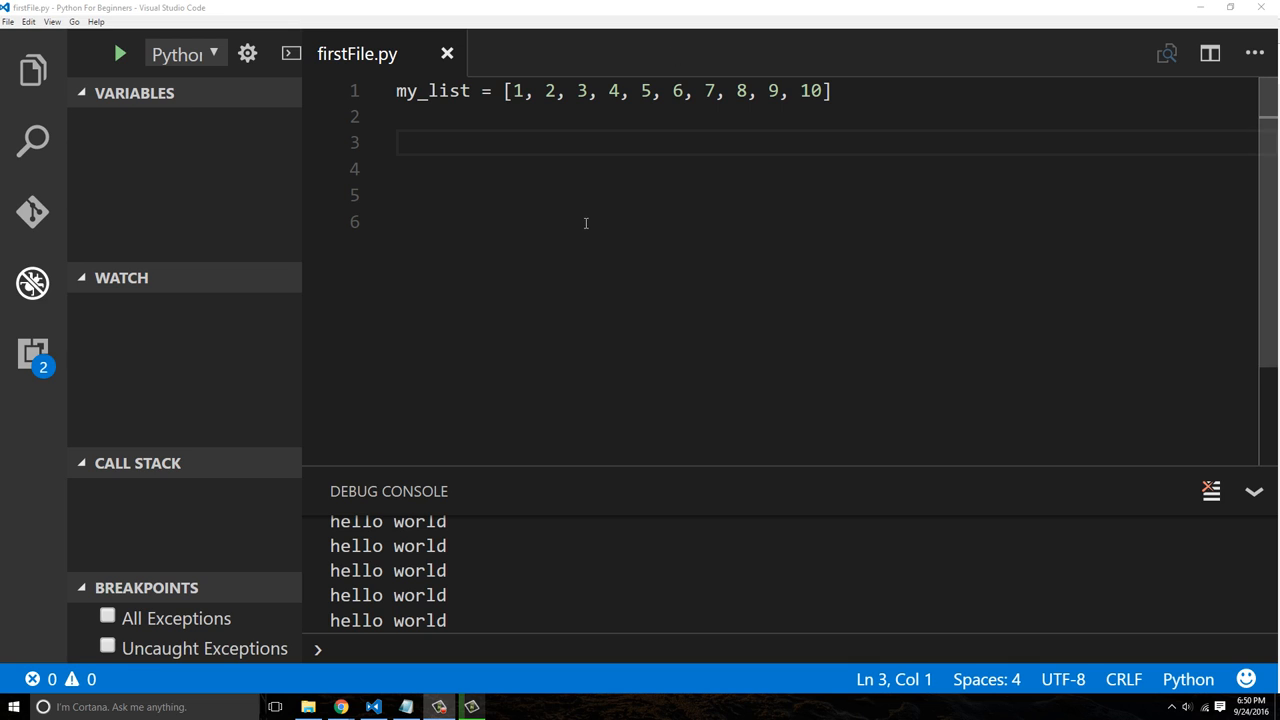 firstFile.py - Python For Beginners - Visual Studio Code
File Edit View Go Help
Python
firstFile.py
VARIABLES
1 my_list = [1, 2, 3, 4, 5, 6, 7, 8, 9, 10]
2
3
4
5
6
WATCH
2
CALL STACK
DEBUG CONSOLE
hello world
hello world
hello world
hello world
hello world
BREAKPOINTS
All Exceptions
Uncaught Exceptions
0 0 Ln 3, Col 1 Spaces: 4 UTF-8 CRLF Python
I'm Cortana. Ask me anything.
6:50 PM
9/24/2016